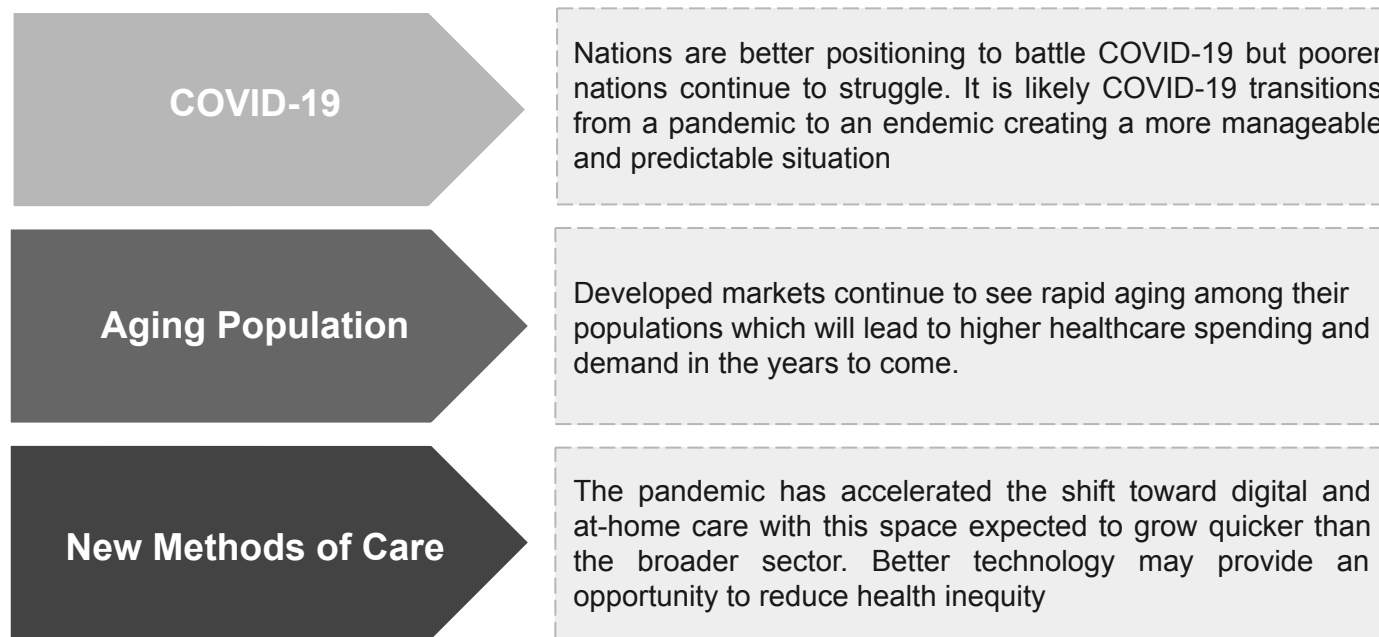 COVID-19
Nations are better positioning to battle COVID-19 but poorer
nations continue to struggle. It is likely COVID-19 transitions
from a pandemic to an endemic creating a more manageable
and predictable situation
Aging Population
Developed markets continue to see rapid aging among their
populations which will lead to higher healthcare spending and
demand in the years to come.
New Methods of Care
The pandemic has accelerated the shift toward digital and
at-home care with this space expected to grow quicker than
the broader sector. Better technology may provide an
opportunity to reduce health inequity